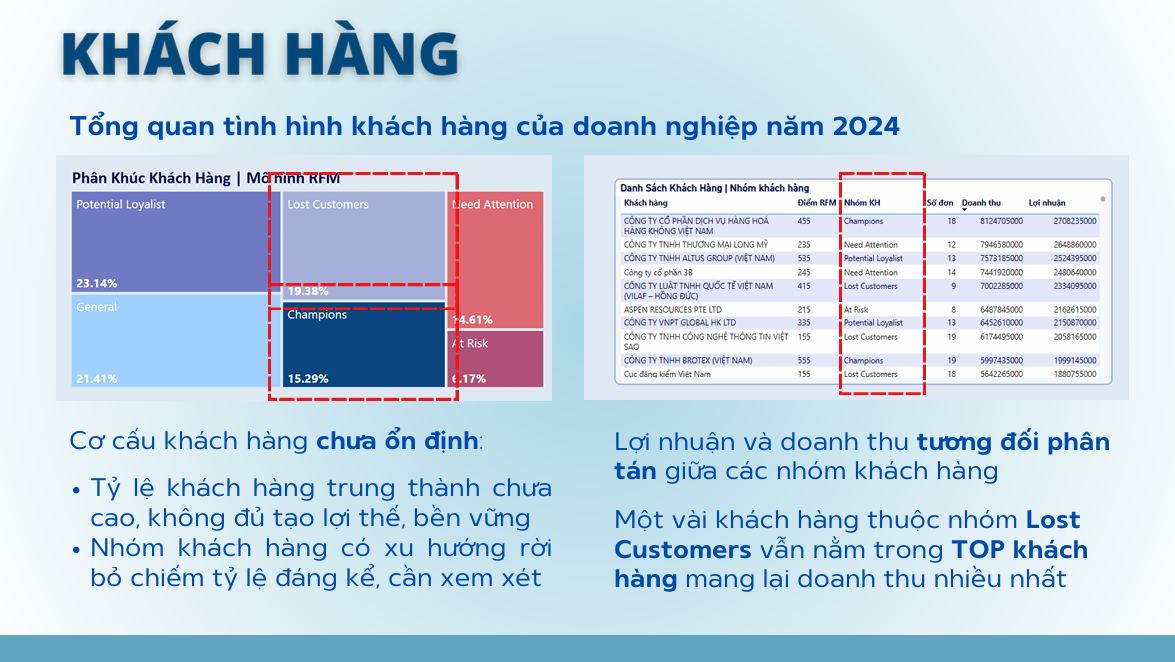 KHÁCH HÀNG
Tổng quan tình hình khách hàng của doanh nghiệp năm 2024
Phân Khúc Khách Hàng | Mô hình RFM
Potential Loyalist
23.14%
General
21.41%
Lost Customers
19.38%
Champions
15.29%
Need Attention
14.61%
At Risk
6.17%
Danh Sách Khách Hàng | Nhóm khách hàng
Khách hàng Điểm RFM Nhóm KH Số đơn Doanh thu Lợi nhuận
CÔNG TY CỔ PHẦN DỊCH VỤ HÀNG HOÁ 455 Champions 18 8124705000 2708235000
HÀNG KHÔNG VIỆT NAM
CÔNG TY TNHH THƯƠNG MẠI LONG MỸ 235 Need Attention 12 7946580000 2648860000
CÔNG TY TNHH ALTUS GROUP (VIỆT NAM) 535 Potential Loyalist 13 7573185000 2524395000
Công ty cổ phần 3B 245 Need Attention 14 7441920000 2480640000
CÔNG TY LUẬT TNHH QUỐC TẾ VIỆT NAM 415 Lost Customers 9 7002285000 2334095000
(VILAF – HỒNG ĐỨC)
ASPEN RESOURCES PTE LTD 215 At Risk 8 6487845000 2162615000
CÔNG TY VNPT GLOBAL HK LTD 335 Potential Loyalist 13 6452610000 2150870000
CÔNG TY TNHH CÔNG NGHỆ THÔNG TIN VIỆT 155 Lost Customers 19 6174495000 2058165000
SAO
CÔNG TY TNHH BROTEX (VIỆT NAM) 555 Champions 19 5997435000 1999145000
Cục đăng kiểm Việt Nam 155 Lost Customers 18 5642265000 1880755000
Cơ cấu khách hàng chưa ổn định:
• Tỷ lệ khách hàng trung thành chưa
cao, không đủ tạo lợi thế, bền vững
• Nhóm khách hàng có xu hướng rời
bỏ chiếm tỷ lệ đáng kể, cần xem xét
Lợi nhuận và doanh thu tương đối phân
tán giữa các nhóm khách hàng
Một vài khách hàng thuộc nhóm Lost
Customers vẫn nằm trong TOP khách
hàng mang lại doanh thu nhiều nhất